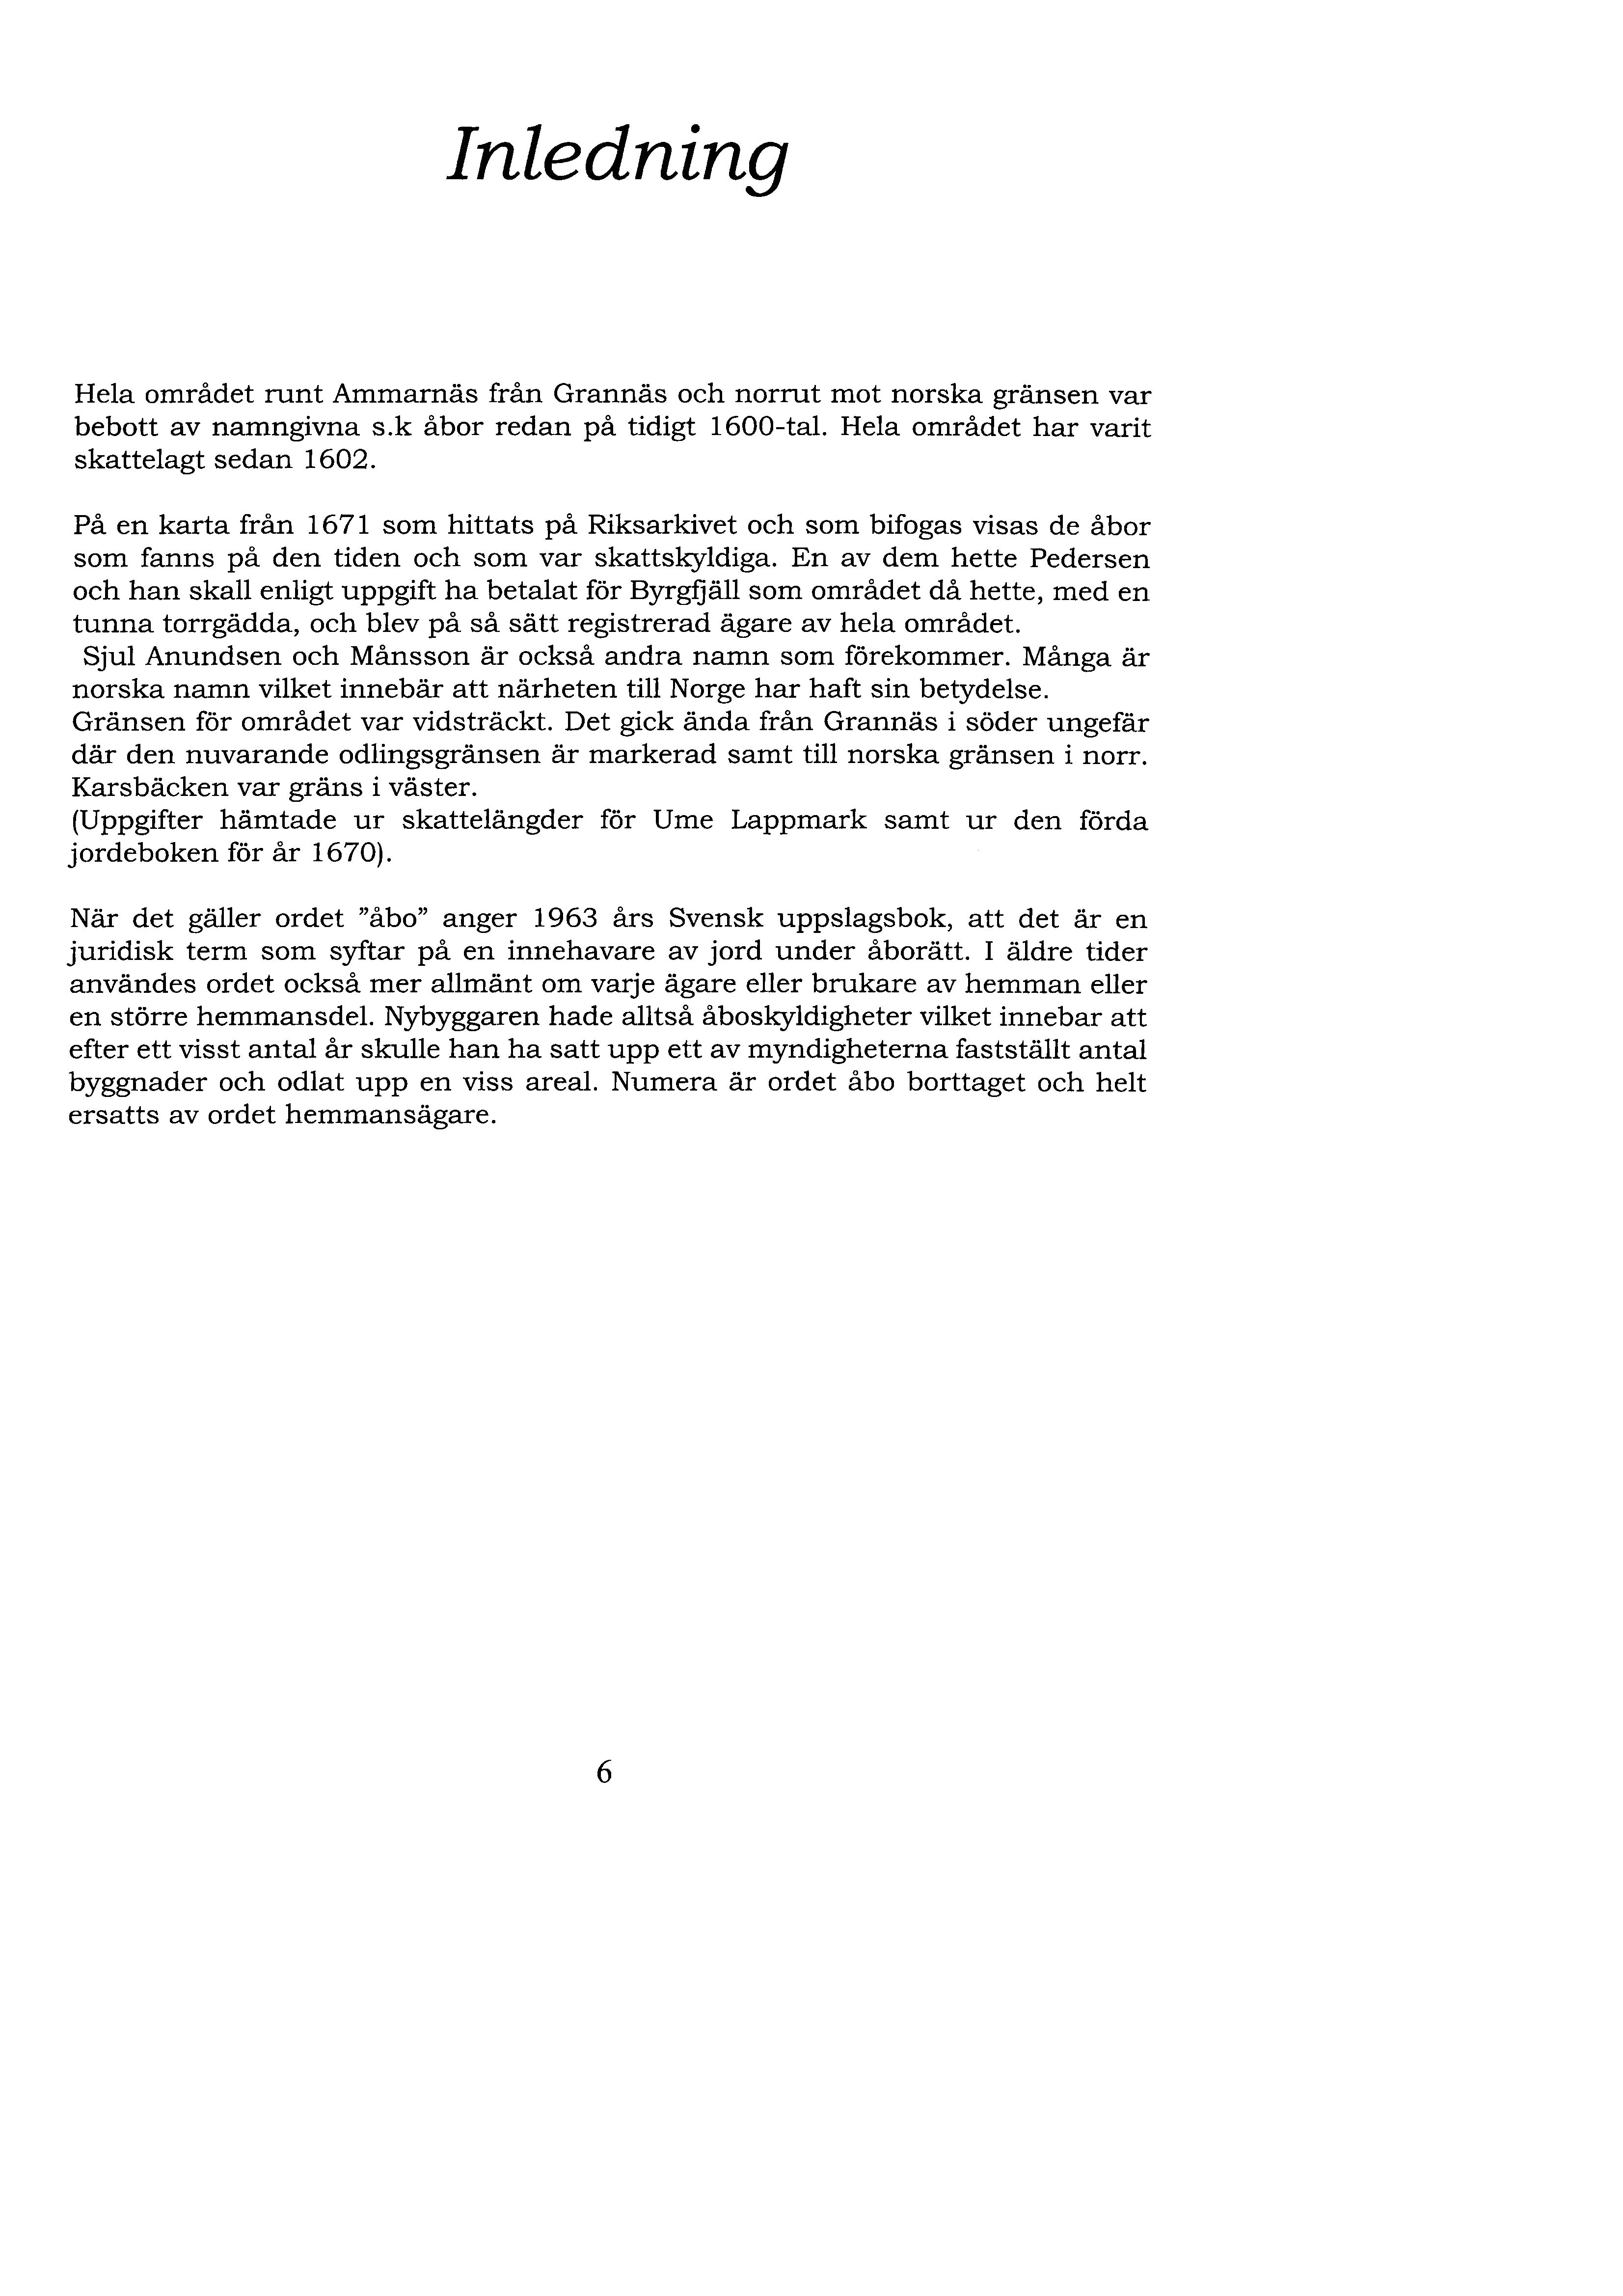 Inledning
Hela området runt Ammarnäs från Grannäs och norrut mot norska gränsen var
bebott av namngivna s.k åbor redan på tidigt 1600-tal. Hela området har varit
skattelagt sedan 1602.
På en karta från 1671 som hittats på Riksarkivet och som bifogas visas de åbor
som fanns på den tiden och som var skattskyldiga. En av dem hette Pedersen
och han skall enligt uppgift ha betalat för Byrgfjäll som området då hette, med en
tunna torrgädda, och blev på så sätt registrerad ägare av hela området.
Sjul Anundsen och Månsson är också andra namn som förekommer. Många är
norska namn vilket innebär att närheten till Norge har haft sin betydelse.
Gränsen för området var vidsträckt. Det gick ända från Grannäs i söder ungefär
där den nuvarande odlingsgränsen är markerad samt till norska gränsen i norr.
Karsbäcken var gräns i väster.
(Uppgifter hämtade ur skattelängder för Ume Lappmark samt ur den förda
jordeboken för år 1670).
När det gäller ordet ”åbo” anger 1963 års Svensk uppslagsbok, att det är en
juridisk term som syftar på en innehavare av jord under åborätt. I äldre tider
användes ordet också mer allmänt om varje ägare eller brukare av hemman eller
en större hemmansdel. Nybyggaren hade alltså åboskyldigheter vilket innebar att
efter ett visst antal år skulle han ha satt upp ett av myndigheterna fastställt antal
byggnader och odlat upp en viss areal. Numera är ordet åbo borttaget och helt
ersatts av ordet hemmansägare.
6